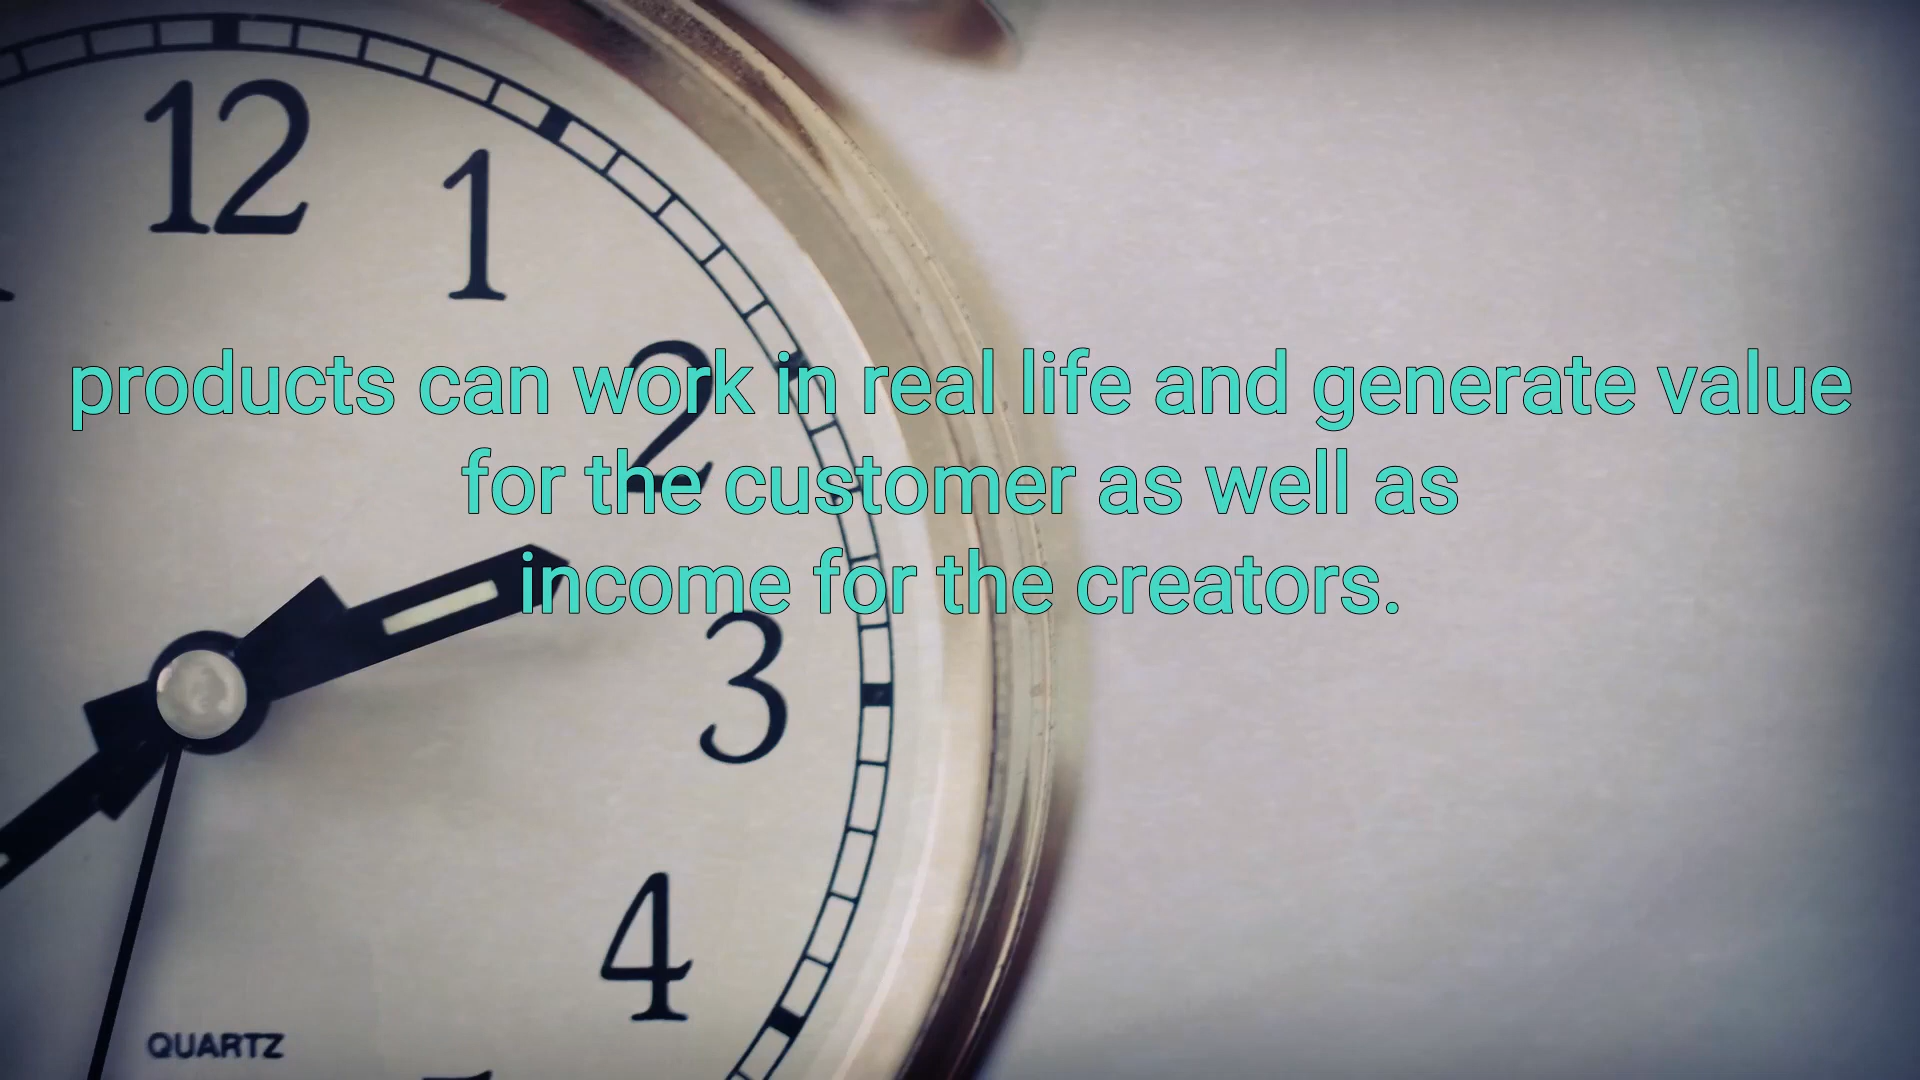 12
1
2
products can work in real life and generate value
for the customer as well as
income for the creators.
3
4
QUARTZ